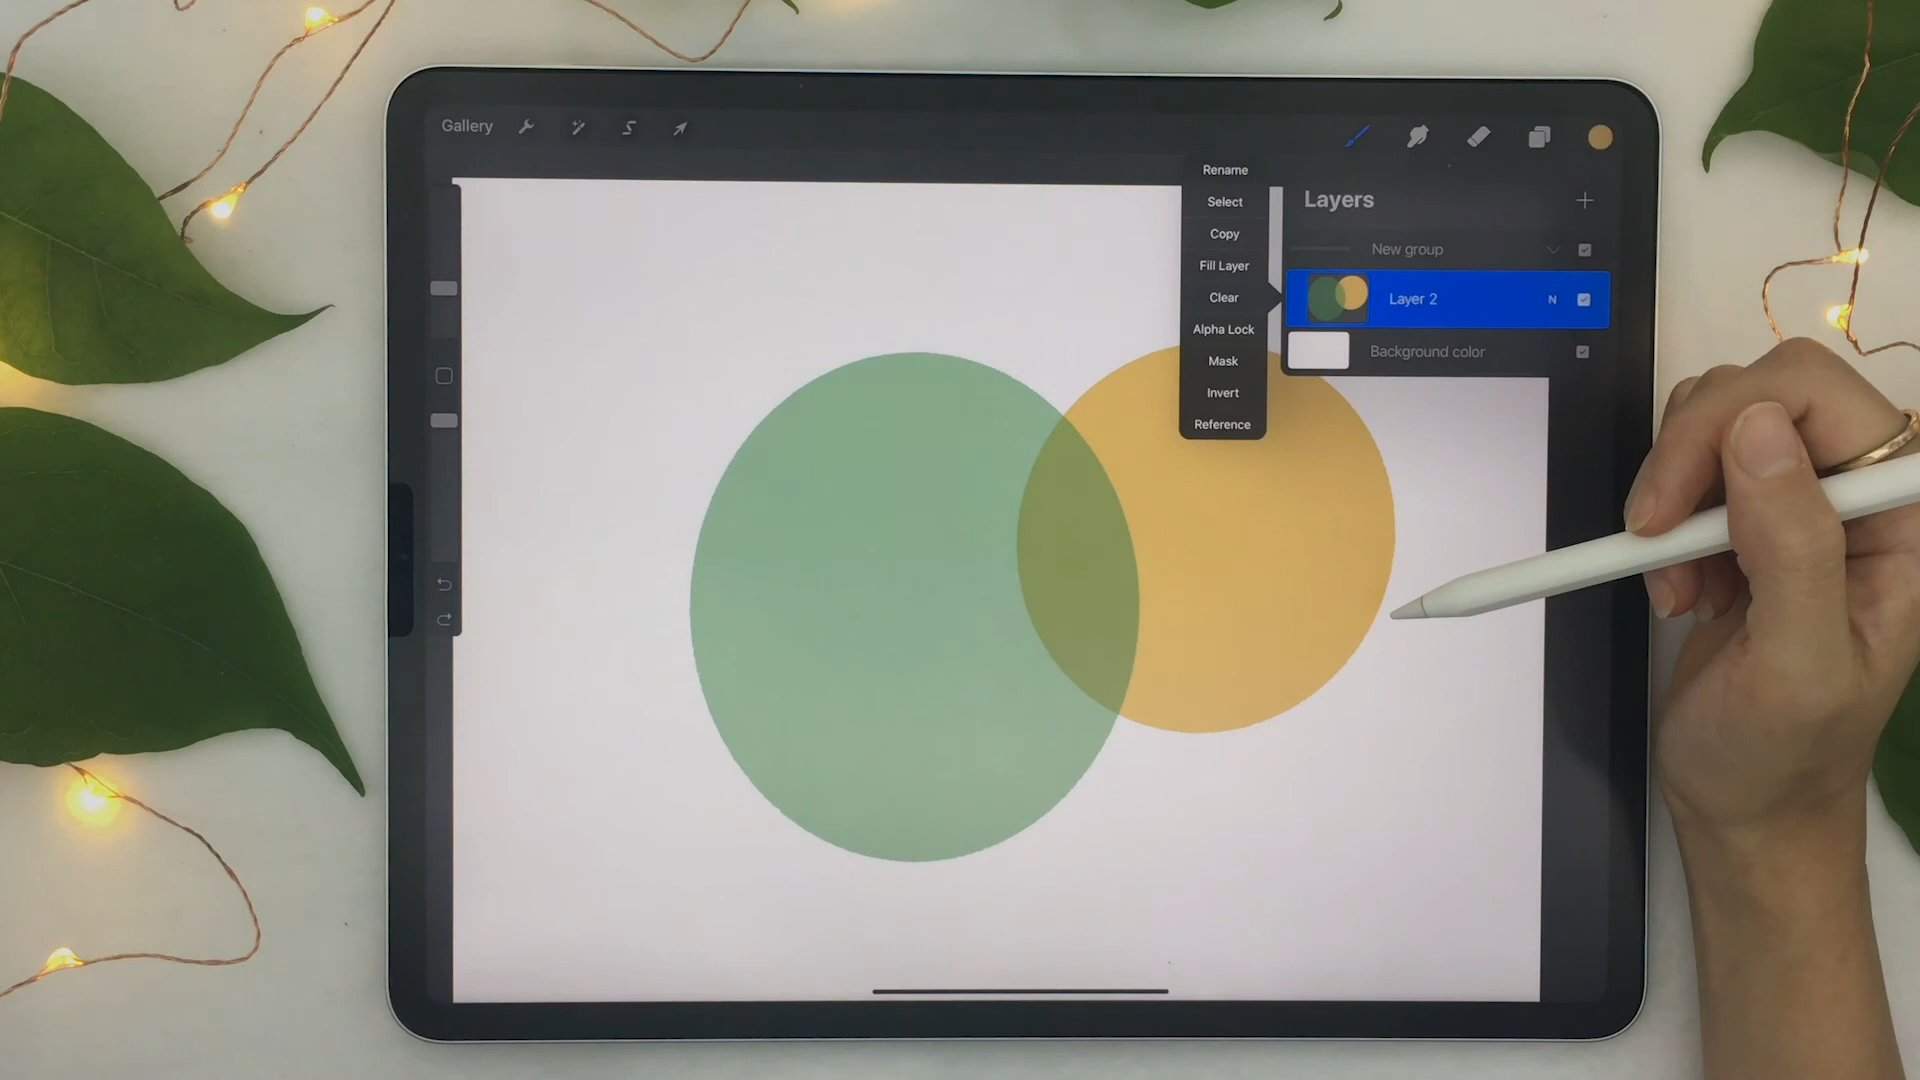 Gallery
Rename
Select
Copy
Fill Layer
Clear
Alpha Lock
Mask
Invert
Reference
Layers
New group
Layer 2 N
Background color